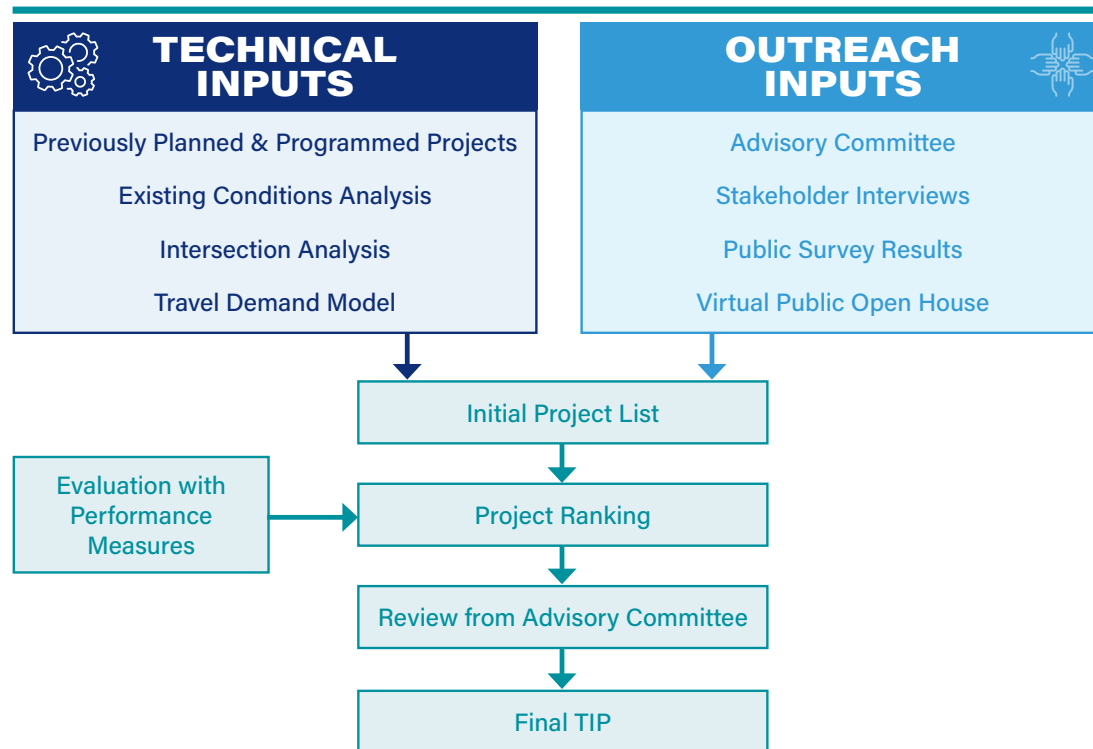 TECHNICAL
INPUTS
Previously Planned & Programmed Projects
Existing Conditions Analysis
Intersection Analysis
Travel Demand Model
OUTREACH
INPUTS
Advisory Committee
Stakeholder Interviews
Public Survey Results
Virtual Public Open House
Initial Project List
Evaluation with
Performance
Measures
Project Ranking
Review from Advisory Committee
Final TIP